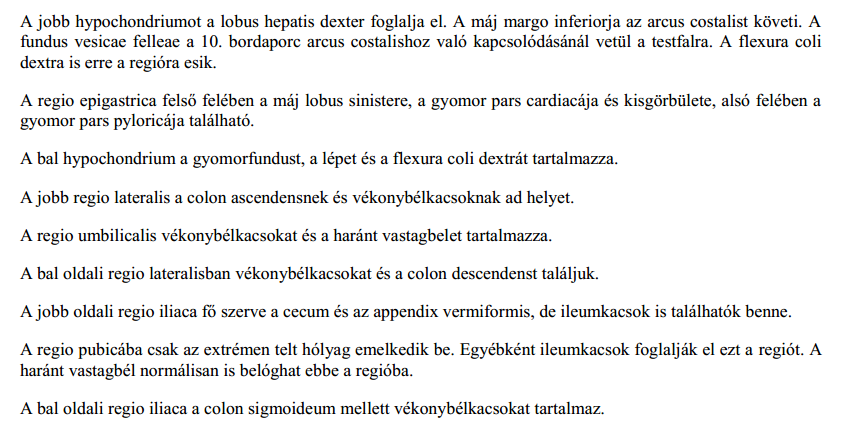 A jobb hypochondriumot a lobus hepatis dexter foglalja el. A máj margo inferiorja az arcus costalist követi. A
fundus vesicae felleae a 10. bordaporc arcus costalishoz való kapcsolódásánál vetül a testfalra. A flexura coli
dextra is erre a regióra esik.
A regio epigastrica felső felében a máj lobus sinistere, a gyomor pars cardiacája és kisgörbülete, alsó felében a
gyomor pars pyloricája található.
A bal hypochondrium a gyomorfundust, a lépet és a flexura coli dextrát tartalmazza.
A jobb regio lateralis a colon ascendensnek és vékonybélkacsoknak ad helyet.
A regio umbilicalis vékonybélkacsokat és a haránt vastagbelet tartalmazza.
A bal oldali regio lateralisban vékonybélkacsokat és a colon descendenst találjuk.
A jobb oldali regio iliaca fő szerve a cecum és az appendix vermiformis, de ileumkacsok is találhatók benne.
A regio pubicába csak az extrémen telt hólyag emelkedik be. Egyébként ileumkacsok foglalják el ezt a regiót. A
haránt vastagbél normálisan is belóghat ebbe a regióba.
A bal oldali regio iliaca a colon sigmoideum mellett vékonybélkacsokat tartalmaz.